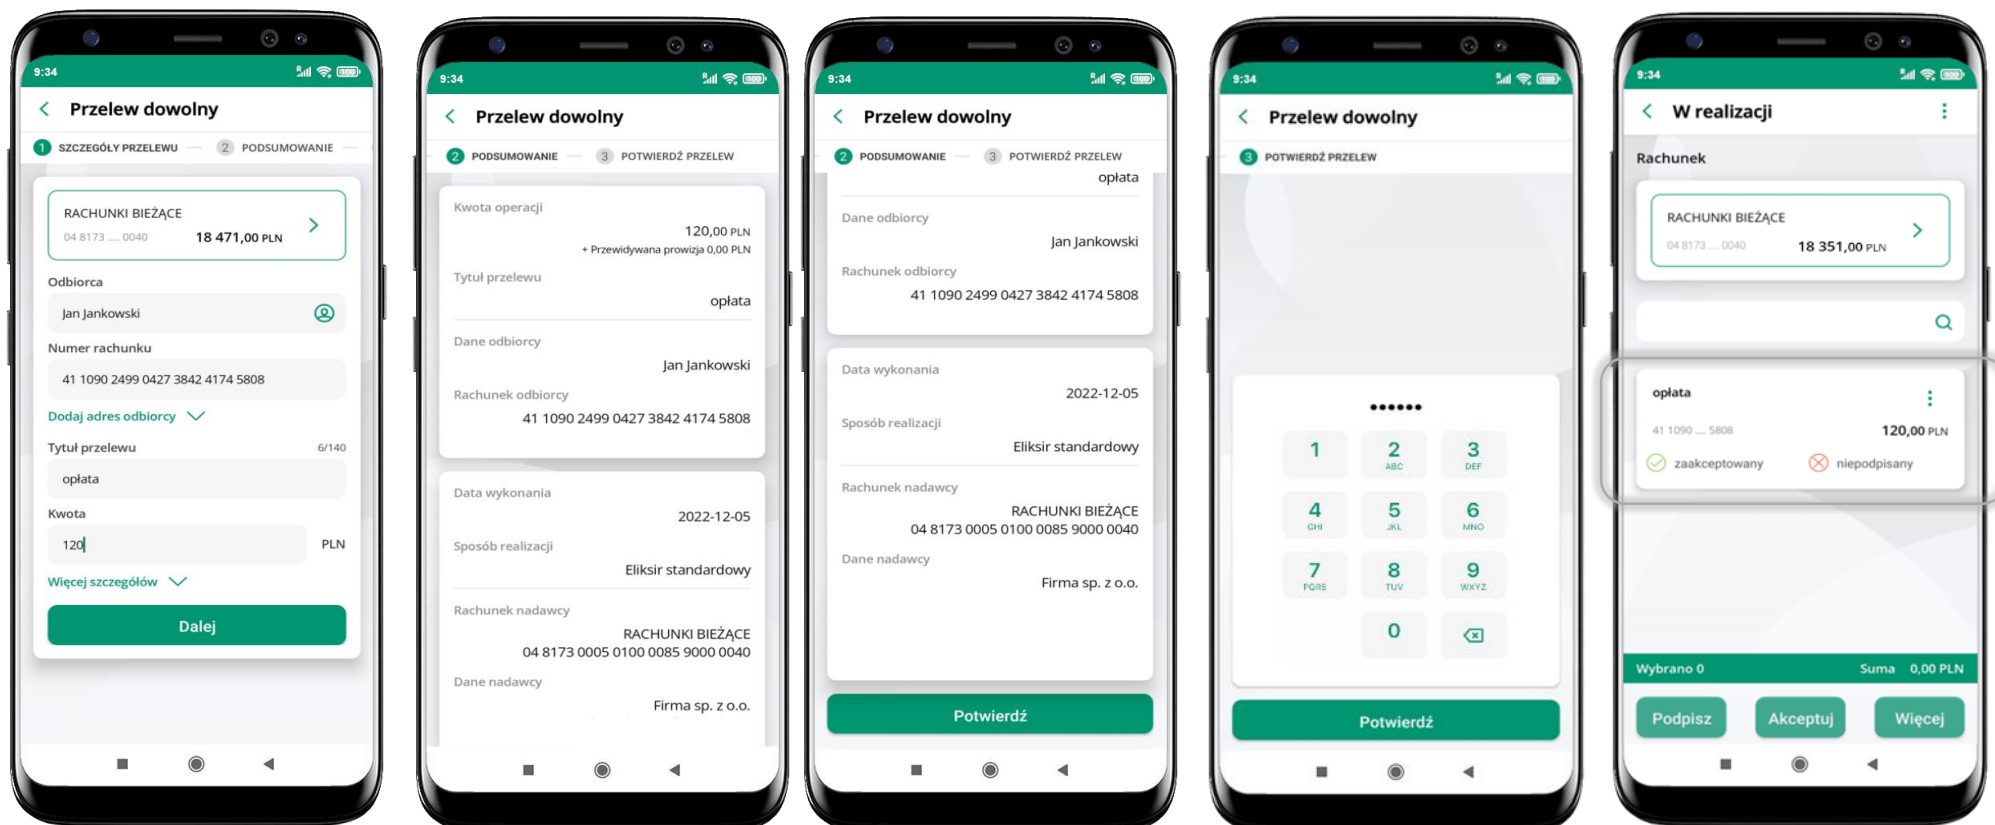 9:34
Przelew dowolny
1 SZCZEGÓŁY PRZELEWU 2 PODSUMOWANIE
RACHUNKI BIEŻĄCE
04 8173 .... 0040 18 471,00 PLN
Odbiorca
Jan Jankowski
Numer rachunku
41 1090 2499 0427 3842 4174 5808
Dodaj adres odbiorcy
Tytuł przelewu 6/140
opłata
Kwota
120 PLN
Więcej szczegółów
Dalej
9:34
Przelew dowolny
2 PODSUMOWANIE 3 POTWIERDŹ PRZELEW
Kwota operacji
120,00 PLN
+ Przewidywana prowizja 0,00 PLN
Tytuł przelewu
opłata
Dane odbiorcy
Jan Jankowski
Rachunek odbiorcy
41 1090 2499 0427 3842 4174 5808
Data wykonania
2022-12-05
Sposób realizacji
Eliksir standardowy
Rachunek nadawcy
RACHUNKI BIEŻĄCE
04 8173 0005 0100 0085 9000 0040
Dane nadawcy
Firma sp. z o.o.
9:34
Przelew dowolny
2 PODSUMOWANIE 3 POTWIERDŹ PRZELEW
opłata
Dane odbiorcy
Jan Jankowski
Rachunek odbiorcy
41 1090 2499 0427 3842 4174 5808
Data wykonania
2022-12-05
Sposób realizacji
Eliksir standardowy
Rachunek nadawcy
RACHUNKI BIEŻĄCE
04 8173 0005 0100 0085 9000 0040
Dane nadawcy
Firma sp. z o.o.
Potwierdź
9:34
Przelew dowolny
3 POTWIERDŹ PRZELEW
1 2 3
ABC DEF
4 5 6
GHI JKL MNO
7 8 9
PQRS TUV WXYZ
0
Potwierdź
9:34
W realizacji
Rachunek
RACHUNKI BIEŻĄCE
04 8173 .... 0040 18 351,00 PLN
opłata
41 1090 .... 5808 120,00 PLN
zaakceptowany niepodpisany
Wybrano 0 Suma 0,00 PLN
Podpisz Akceptuj Więcej